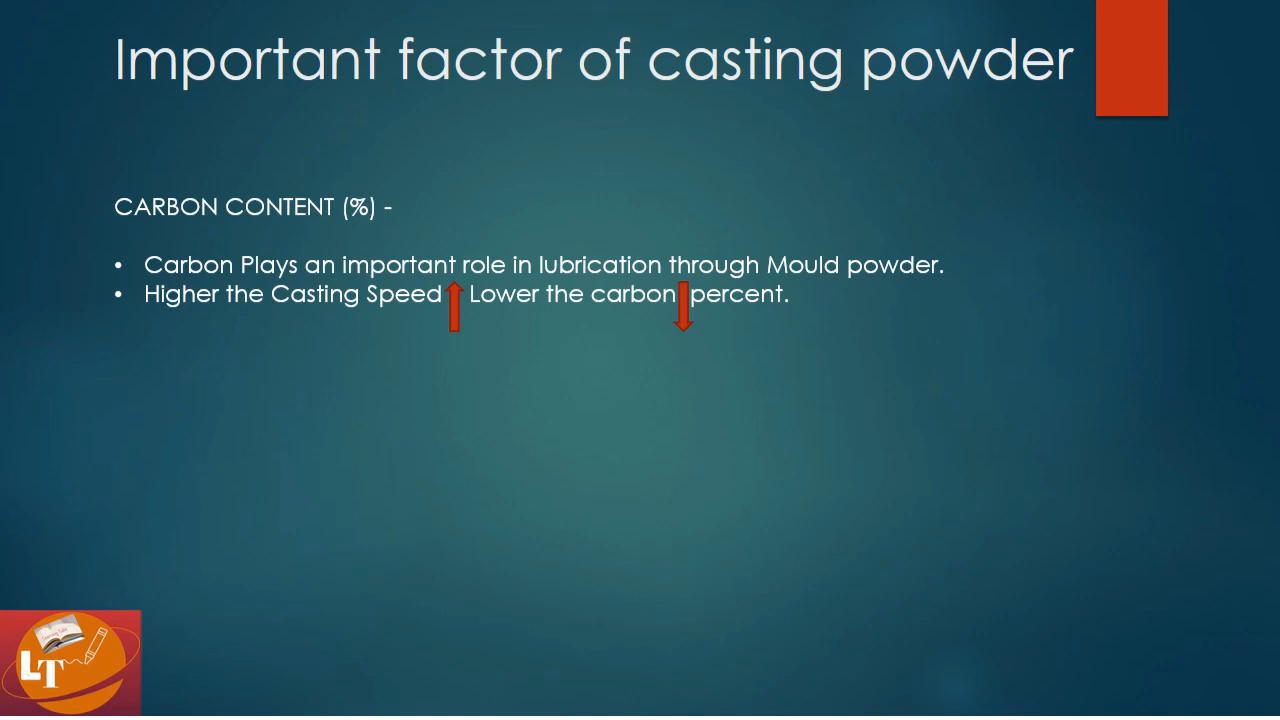 Important factor of casting powder
CARBON CONTENT (%) -
• Carbon Plays an important role in lubrication through Mould powder.
• Higher the Casting Speed Lower the carbon percent.
LT